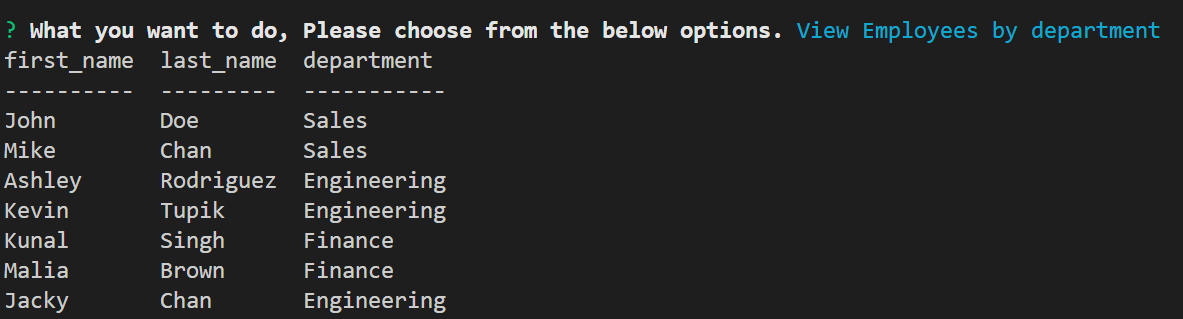 ? What you want to do, Please choose from the below options. View Employees by department
first_name  last_name  department
----------  ---------  -----------
John        Doe        Sales
Mike        Chan       Sales
Ashley      Rodriguez  Engineering
Kevin       Tupik      Engineering
Kunal       Singh      Finance
Malia       Brown      Finance
Jacky       Chan       Engineering